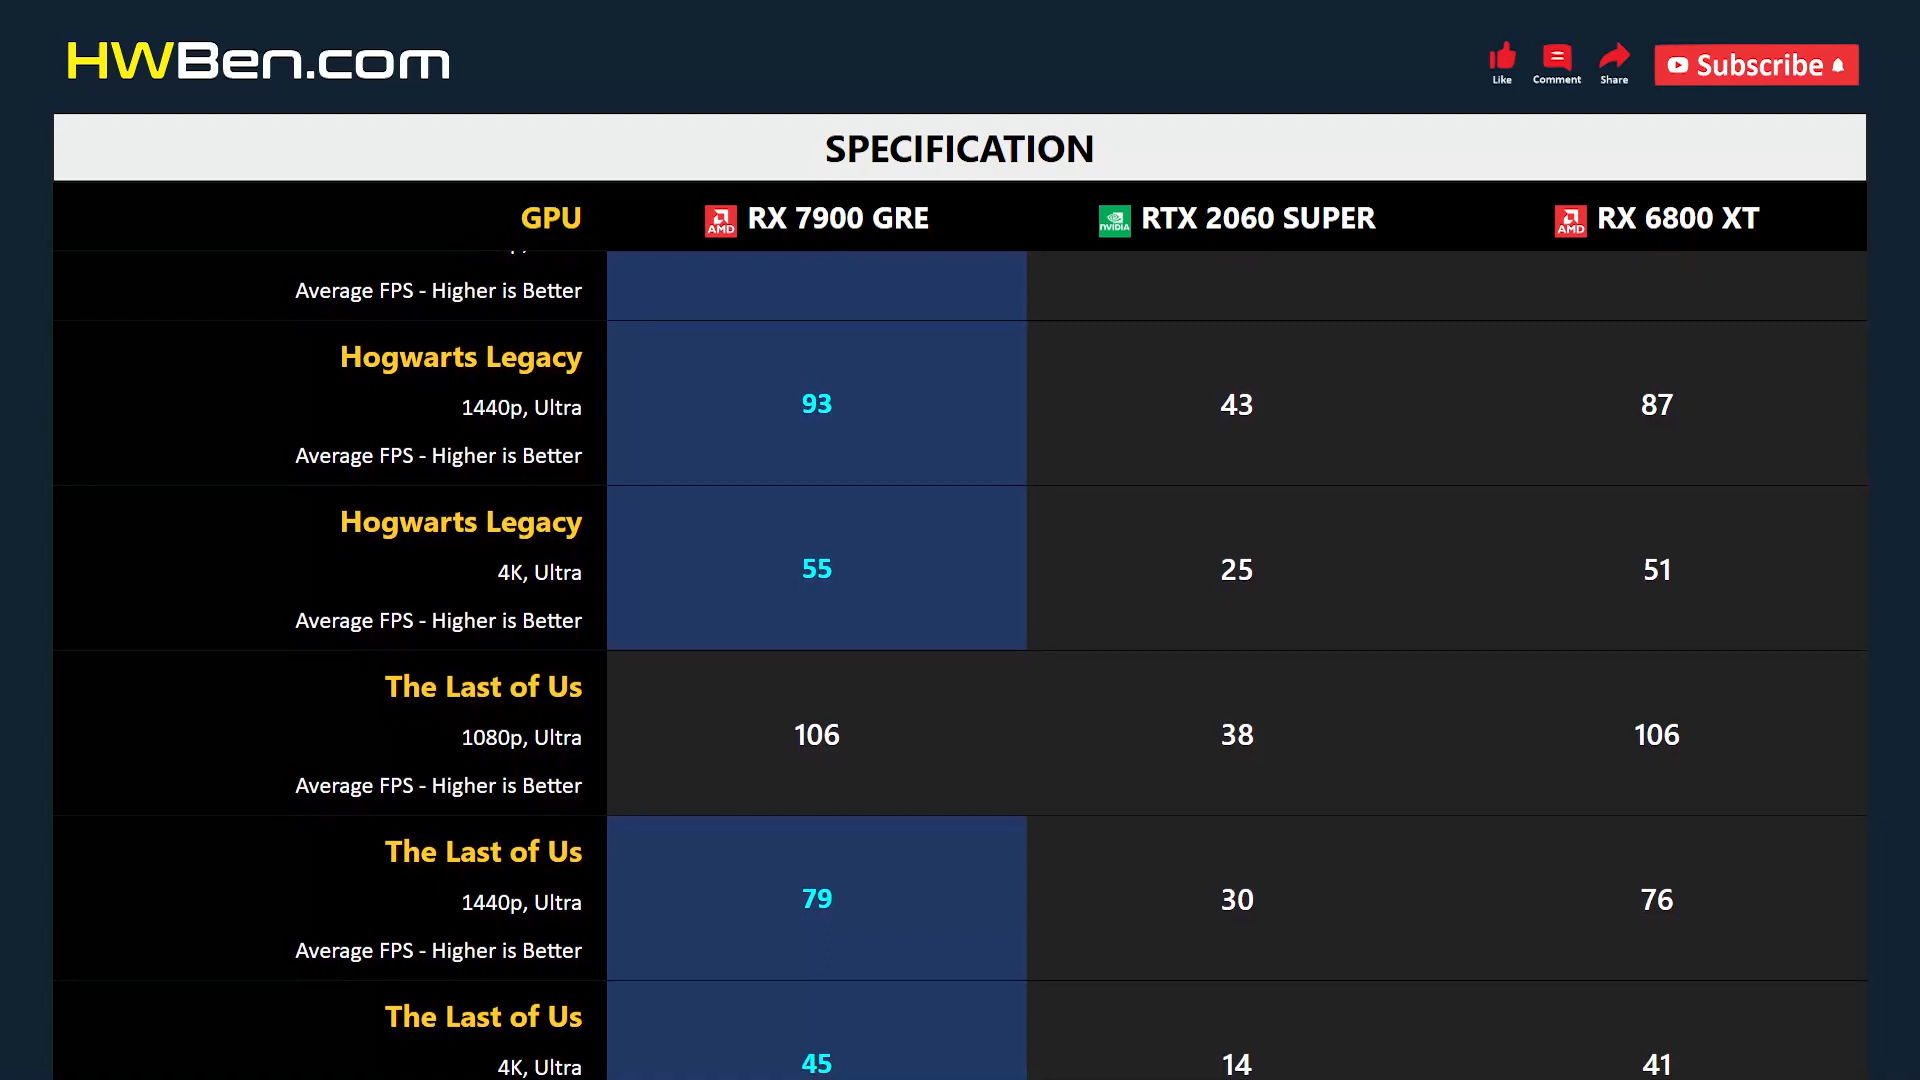 HWBen.com
Like
Comment
Share
Subscribe
SPECIFICATION
GPU
AMD RX 7900 GRE
NVIDIA RTX 2060 SUPER
AMD RX 6800 XT
Average FPS - Higher is Better
Hogwarts Legacy
1440p, Ultra
Average FPS - Higher is Better
93
43
87
Hogwarts Legacy
4K, Ultra
Average FPS - Higher is Better
55
25
51
The Last of Us
1080p, Ultra
Average FPS - Higher is Better
106
38
106
The Last of Us
1440p, Ultra
Average FPS - Higher is Better
79
30
76
The Last of Us
4K, Ultra
45
14
41